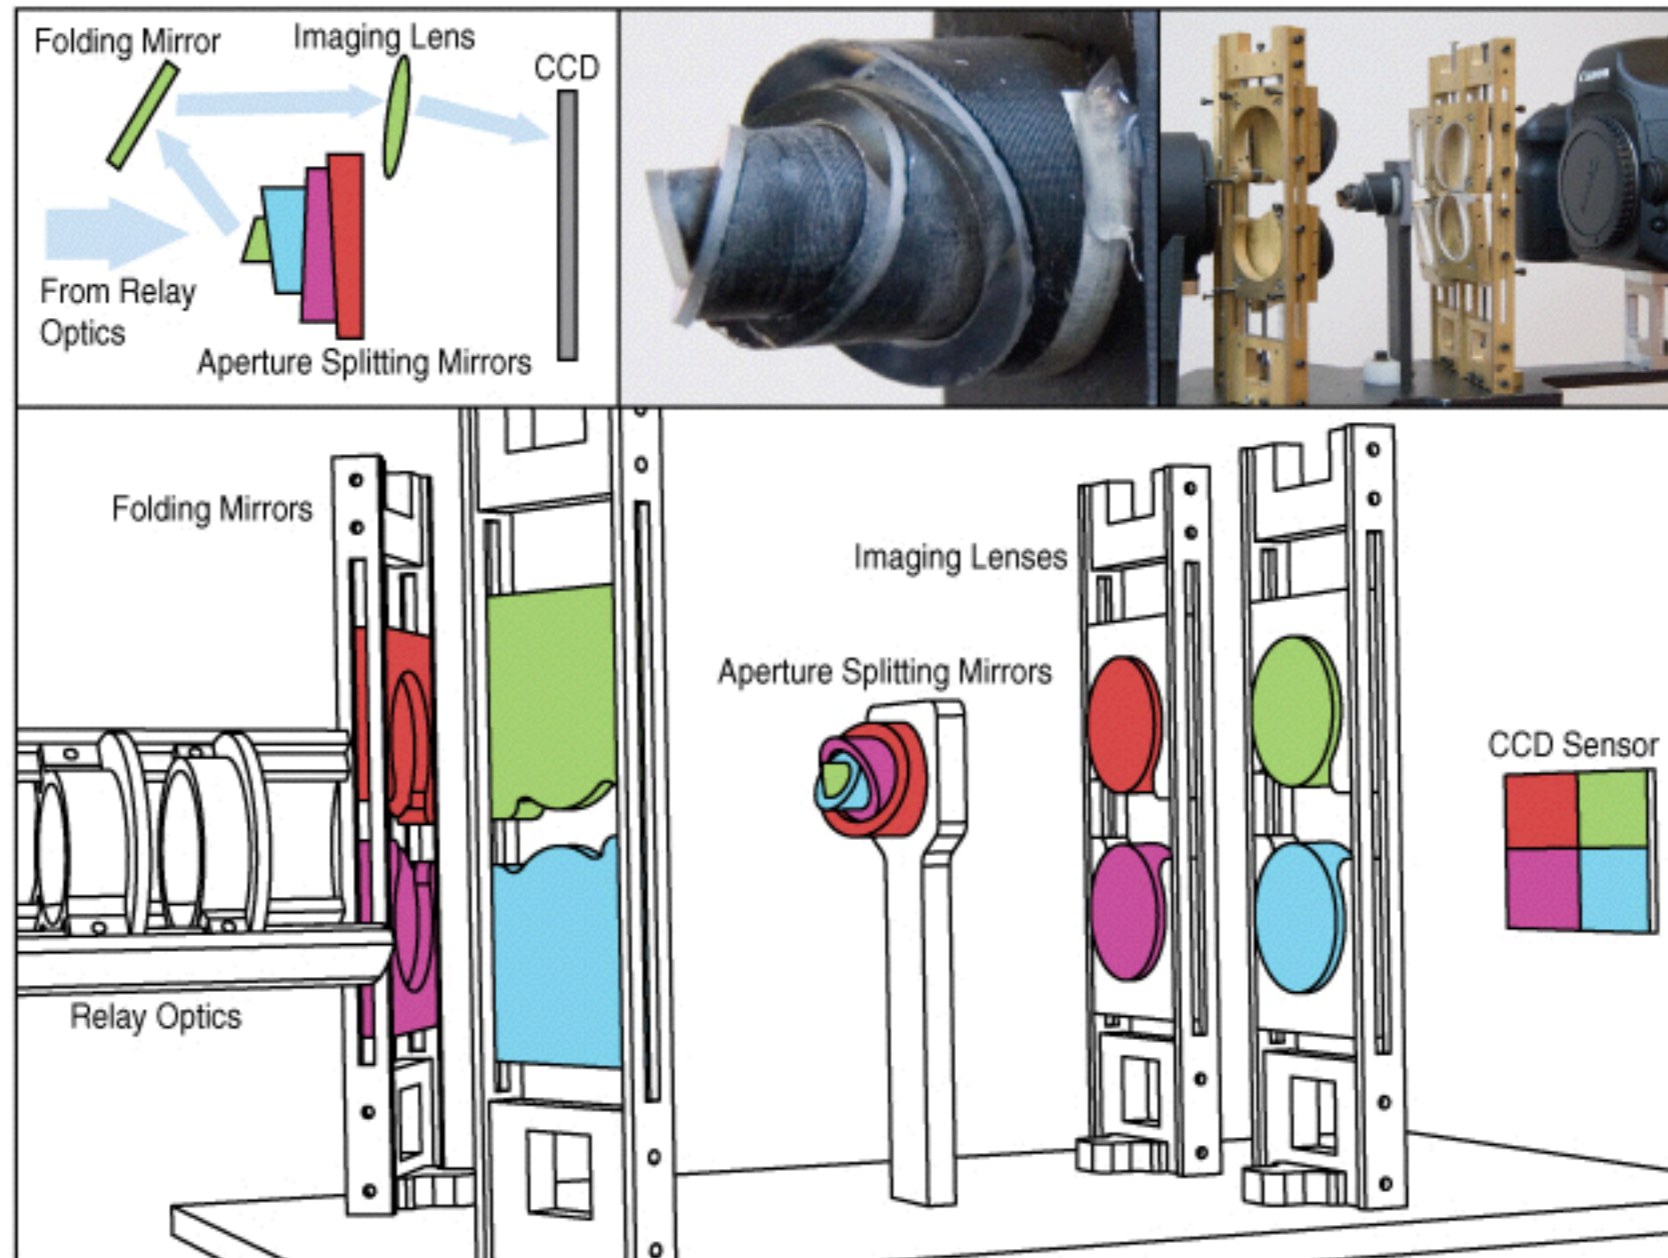 Folding Mirror
Imaging Lens
CCD
From Relay
Optics
Aperture Splitting Mirrors
Canon
Folding Mirrors
Imaging Lenses
Aperture Splitting Mirrors
CCD Sensor
Relay Optics